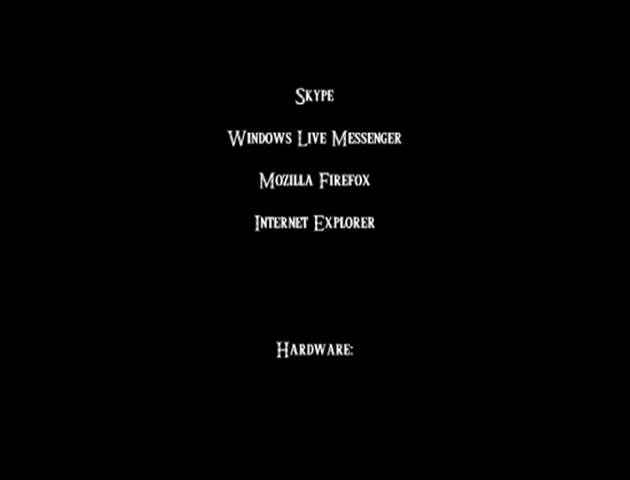 Skype
Windows Live Messenger
Mozilla Firefox
Internet Explorer
Hardware: